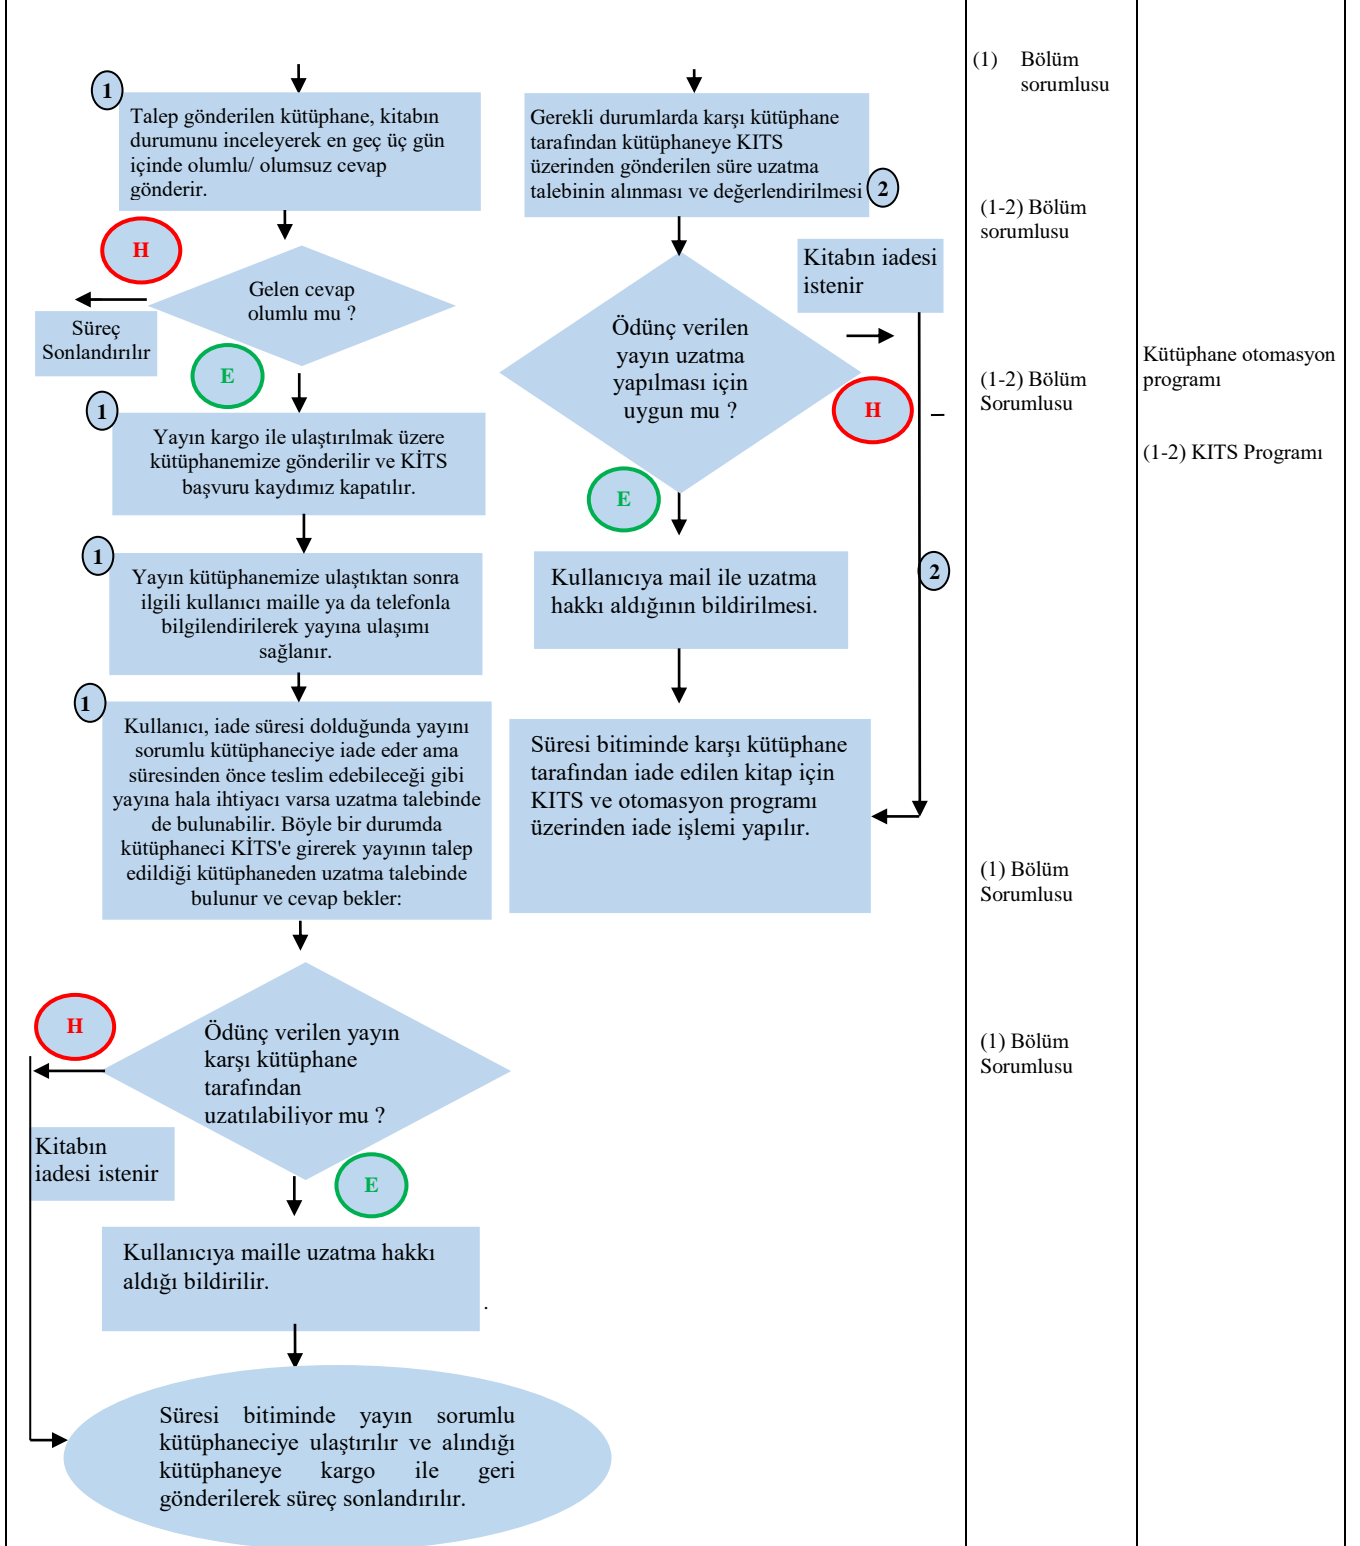 1
Talep gönderilen kütüphane, kitabın
durumunu inceleyerek en geç üç gün
içinde olumlu/ olumsuz cevap
gönderir.
H
Gelen cevap
olumlu mu ?
Süreç
Sonlandırılır
E
1
Yayın kargo ile ulaştırılmak üzere
kütüphanemize gönderilir ve KİTS
başvuru kaydımız kapatılır.
1
Yayın kütüphanemize ulaştıktan sonra
ilgili kullanıcı maille ya da telefonla
bilgilendirilerek yayına ulaşımı
sağlanır.
1
Kullanıcı, iade süresi dolduğunda yayını
sorumlu kütüphaneciye iade eder ama
süresinden önce teslim edebileceği gibi
yayına hala ihtiyacı varsa uzatma talebinde
de bulunabilir. Böyle bir durumda
kütüphaneci KİTS'e girerek yayının talep
edildiği kütüphaneden uzatma talebinde
bulunur ve cevap bekler:
H
Ödünç verilen yayın
karşı kütüphane
tarafından
uzatılabiliyor mu ?
Kitabın
iadesi istenir
E
Kullanıcıya maille uzatma hakkı
aldığı bildirilir.
.
Süresi bitiminde yayın sorumlu
kütüphaneciye ulaştırılır ve alındığı
kütüphaneye kargo ile geri
gönderilerek süreç sonlandırılır.
Gerekli durumlarda karşı kütüphane
tarafından kütüphaneye KITS
üzerinden gönderilen süre uzatma
talebinin alınması ve değerlendirilmesi
2
Kitabın iadesi
istenir
Ödünç verilen
yayın uzatma
yapılması için
uygun mu ?
H
–
E
2
Kullanıcıya mail ile uzatma
hakkı aldığının bildirilmesi.
Süresi bitiminde karşı kütüphane
tarafından iade edilen kitap için
KITS ve otomasyon programı
üzerinden iade işlemi yapılır.
(1) Bölüm
sorumlusu
(1-2) Bölüm
sorumlusu
(1-2) Bölüm
Sorumlusu
(1) Bölüm
Sorumlusu
(1) Bölüm
Sorumlusu
Kütüphane otomasyon
programı
(1-2) KITS Programı